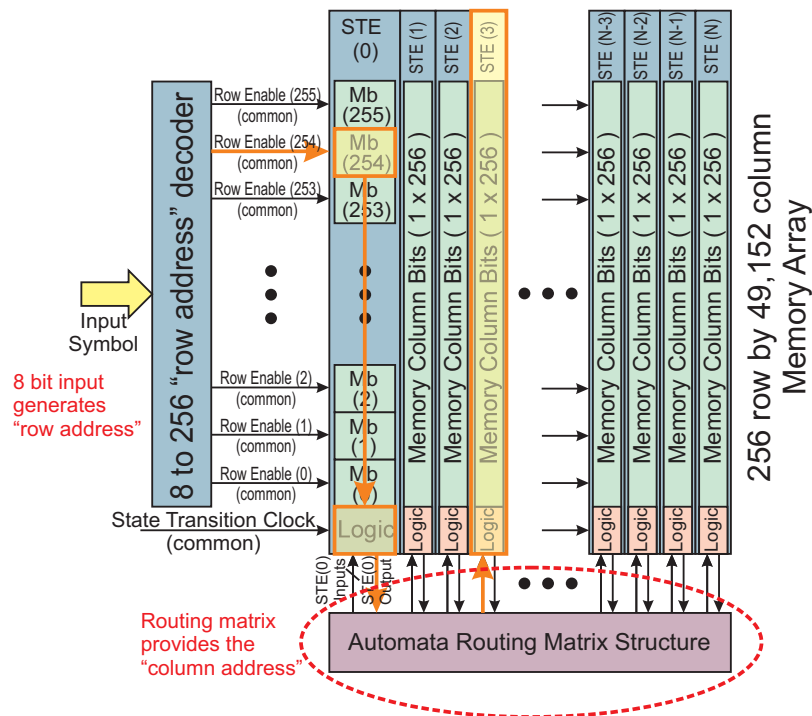 STE
(0)
STE (1)
STE (2)
STE (3)
STE (N-3)
STE (N-2)
STE (N-1)
STE (N)
8 to 256 “row address” decoder
Row Enable (255)
(common)
Row Enable (254)
(common)
Row Enable (253)
(common)
Mb
(255)
Mb
(254)
Mb
(253)
Memory Column Bits ( 1 x 256 )
Memory Column Bits ( 1 x 256 )
Memory Column Bits ( 1 x 256 )
Memory Column Bits ( 1 x 256 )
Memory Column Bits ( 1 x 256 )
Memory Column Bits ( 1 x 256 )
Memory Column Bits ( 1 x 256 )
256 row by 49,152 column
Memory Array
Input
Symbol
8 bit input
generates
“row address”
Row Enable (2)
(common)
Row Enable (1)
(common)
Row Enable (0)
(common)
Mb
(2)
Mb
(1)
Mb
State Transition Clock
(common)
Logic
Logic
Logic
Logic
Logic
Logic
Logic
Logic
STE(0)
Inputs
STE(0)
Output
Routing matrix
provides the
“column address”
Automata Routing Matrix Structure